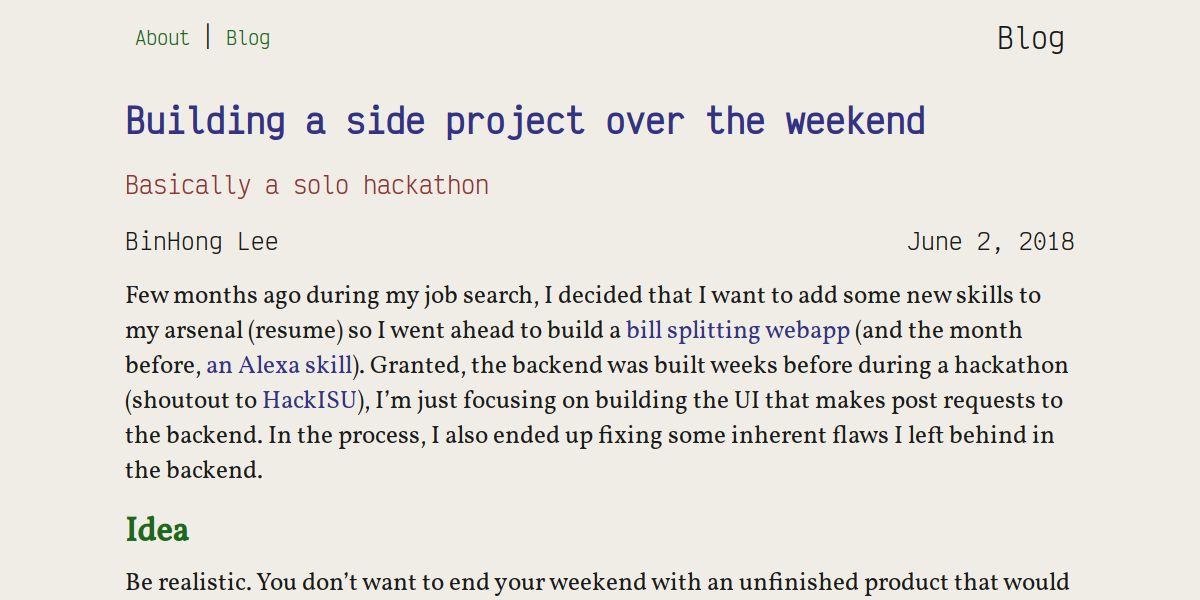 About | Blog Blog
Building a side project over the weekend
Basically a solo hackathon
BinHong Lee June 2, 2018
Few months ago during my job search, I decided that I want to add some new skills to
my arsenal (resume) so I went ahead to build a bill splitting webapp (and the month
before, an Alexa skill). Granted, the backend was built weeks before during a hackathon
(shoutout to HackISU), I’m just focusing on building the UI that makes post requests to
the backend. In the process, I also ended up fixing some inherent flaws I left behind in
the backend.
Idea
Be realistic. You don’t want to end your weekend with an unfinished product that would